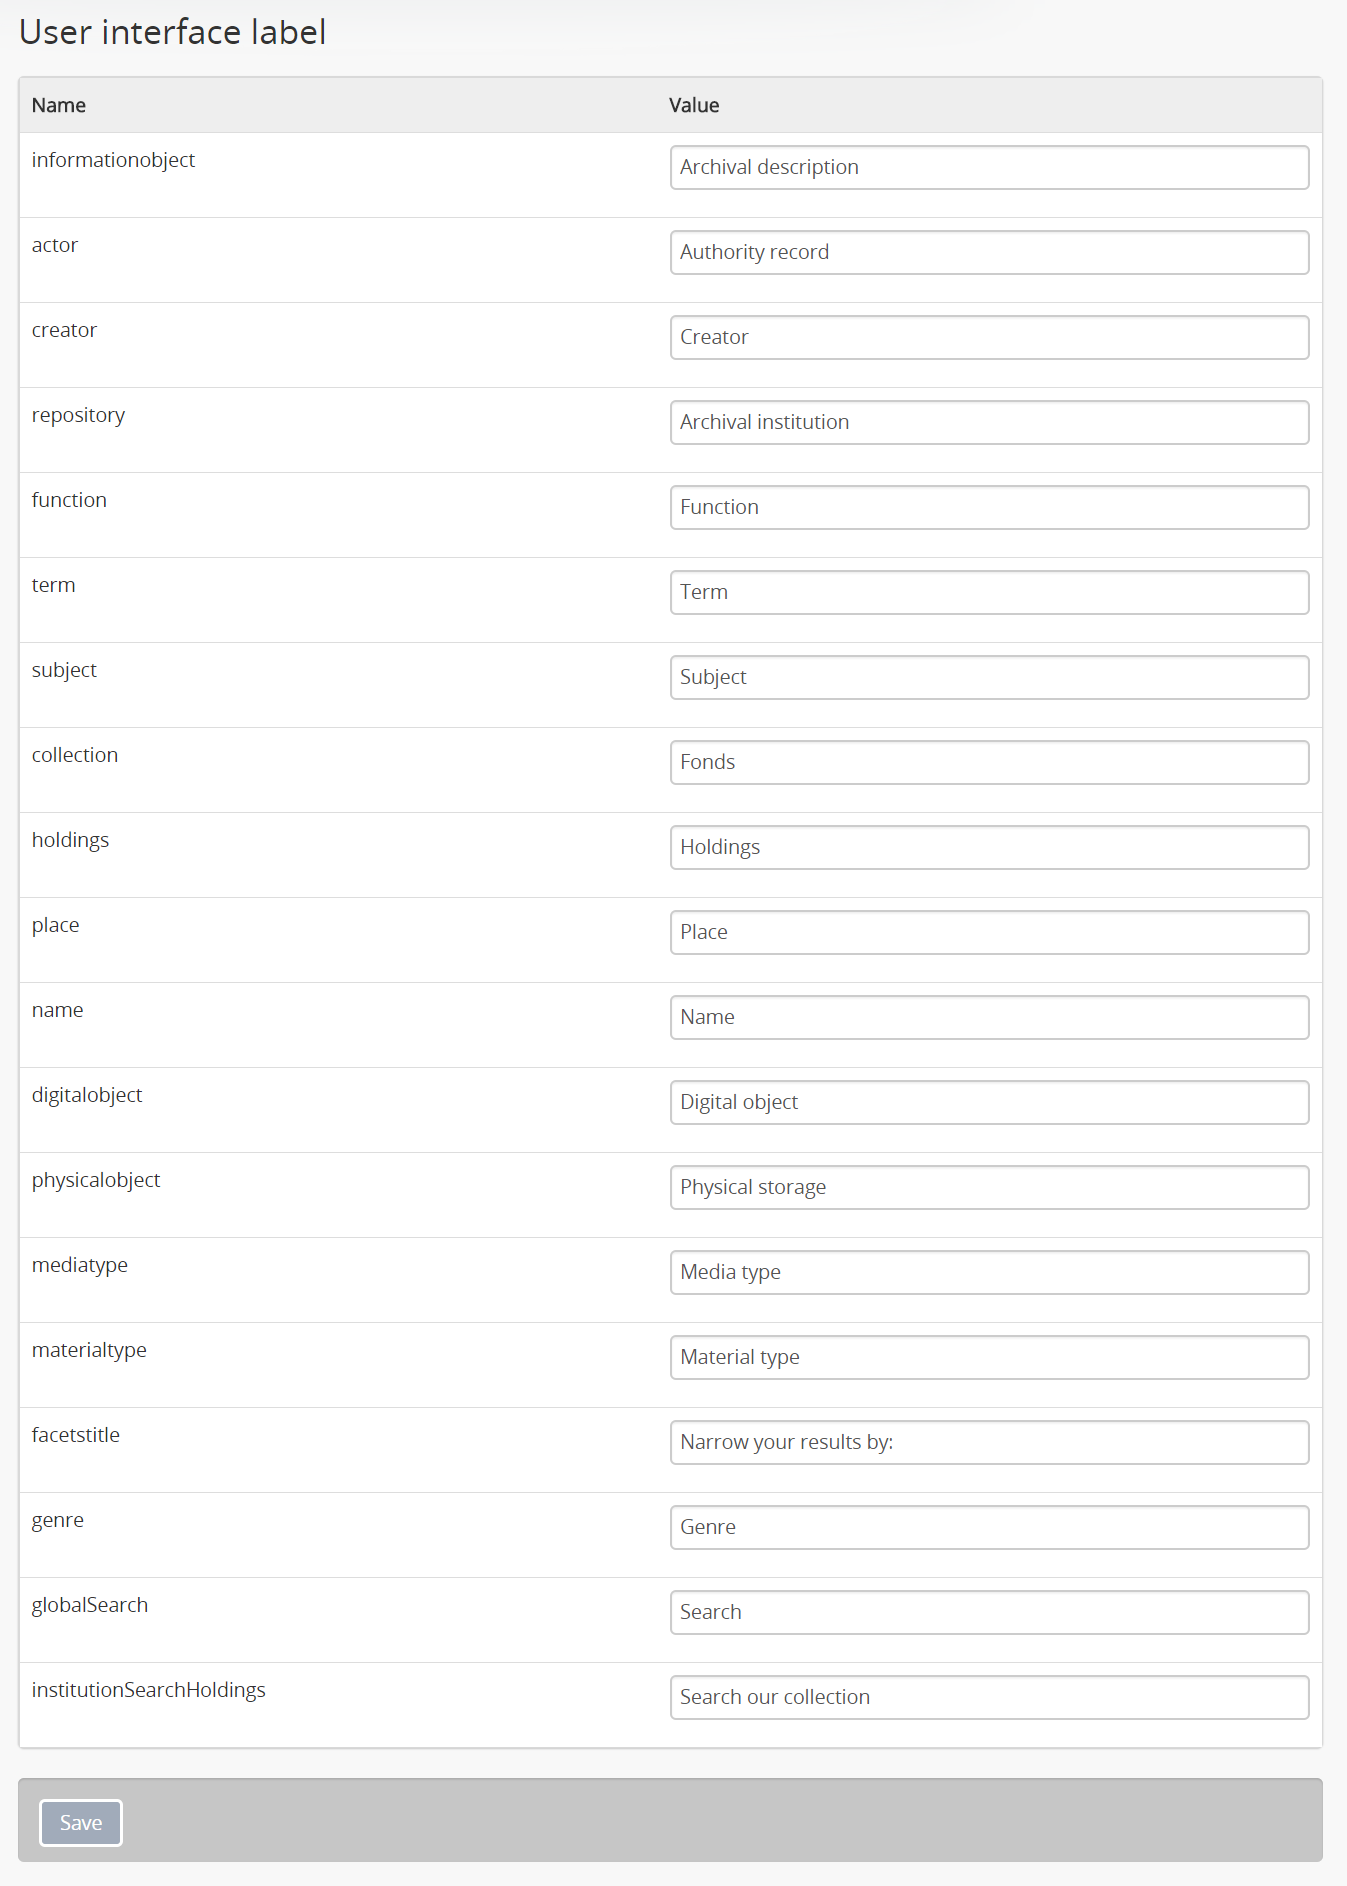 User interface label
Name Value
informationobject Archival description
actor Authority record
creator Creator
repository Archival institution
function Function
term Term
subject Subject
collection Fonds
holdings Holdings
place Place
name Name
digitalobject Digital object
physicalobject Physical storage
mediatype Media type
materialtype Material type
facetstitle Narrow your results by:
genre Genre
globalSearch Search
institutionSearchHoldings Search our collection
Save